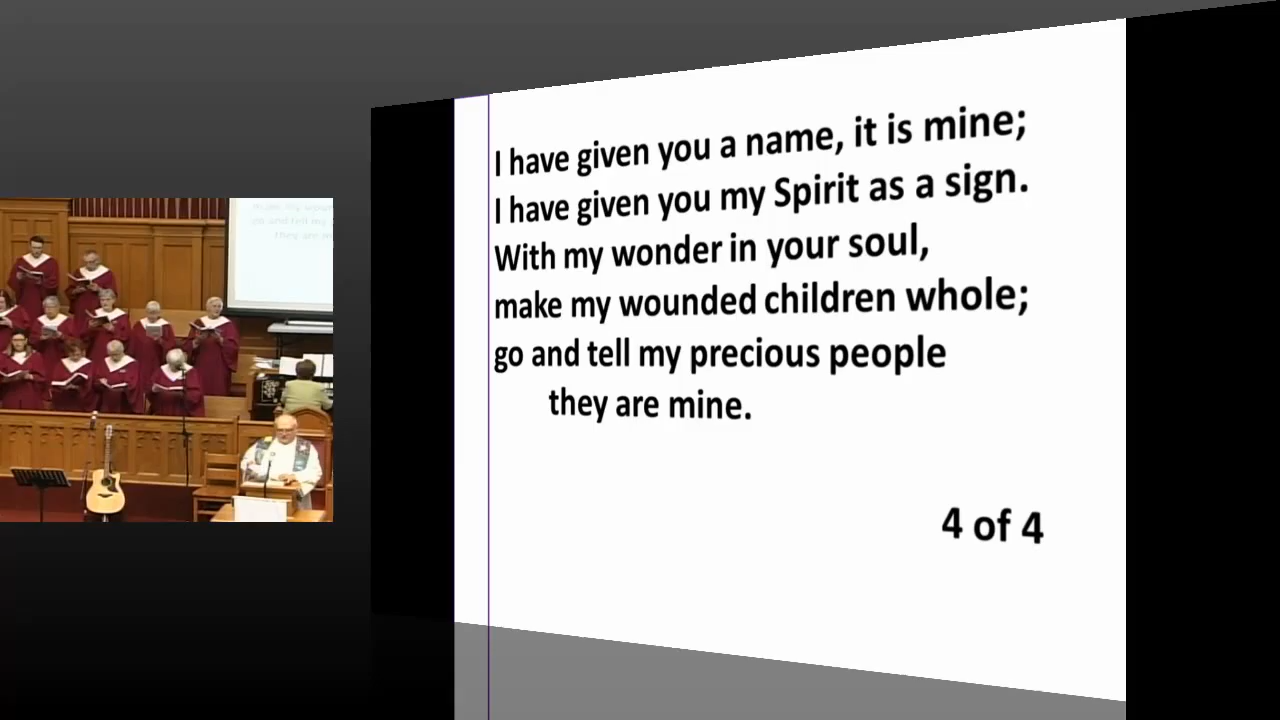 I have given you a name, it is mine;
I have given you my Spirit as a sign.
With my wonder in your soul,
make my wounded children whole;
go and tell my precious people
they are mine.
4 of 4